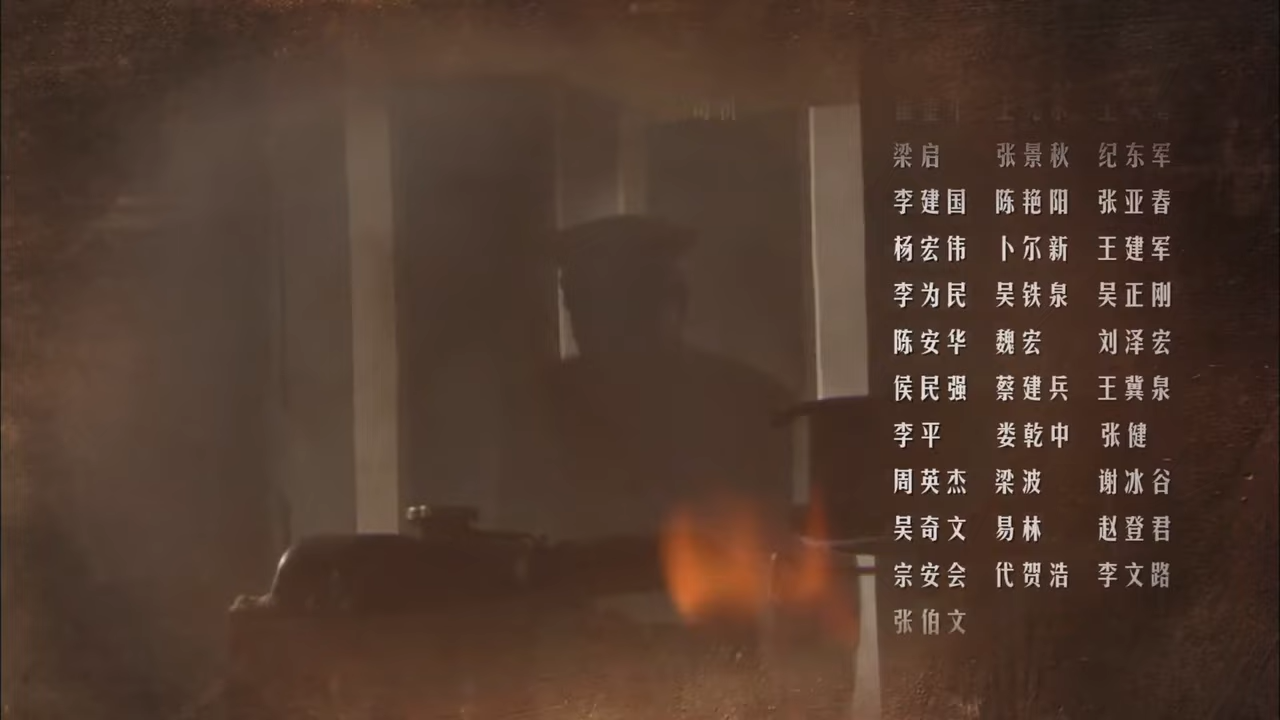 梁启 张景秋 纪东军
李建国 陈艳阳 张亚春
杨宏伟 卜尔新 王建军
李为民 吴铁泉 吴正刚
陈安华 魏宏 刘泽宏
侯民强 蔡建兵 王冀泉
李平 娄乾中 张健
周英杰 梁波 谢冰谷
吴奇文 易林 赵登君
宗安会 代贺浩 李文路
张伯文